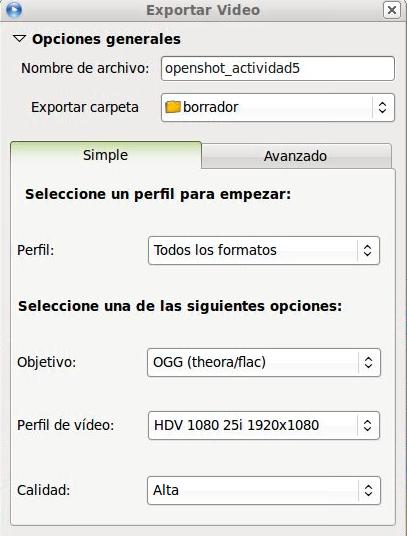 Exportar Video
Opciones generales
Nombre de archivo: openshot_actividad5
Exportar carpeta borrador
Simple Avanzado
Seleccione un perfil para empezar:
Perfil: Todos los formatos
Seleccione una de las siguientes opciones:
Objetivo: OGG (theora/flac)
Perfil de vídeo: HDV 1080 25i 1920x1080
Calidad: Alta